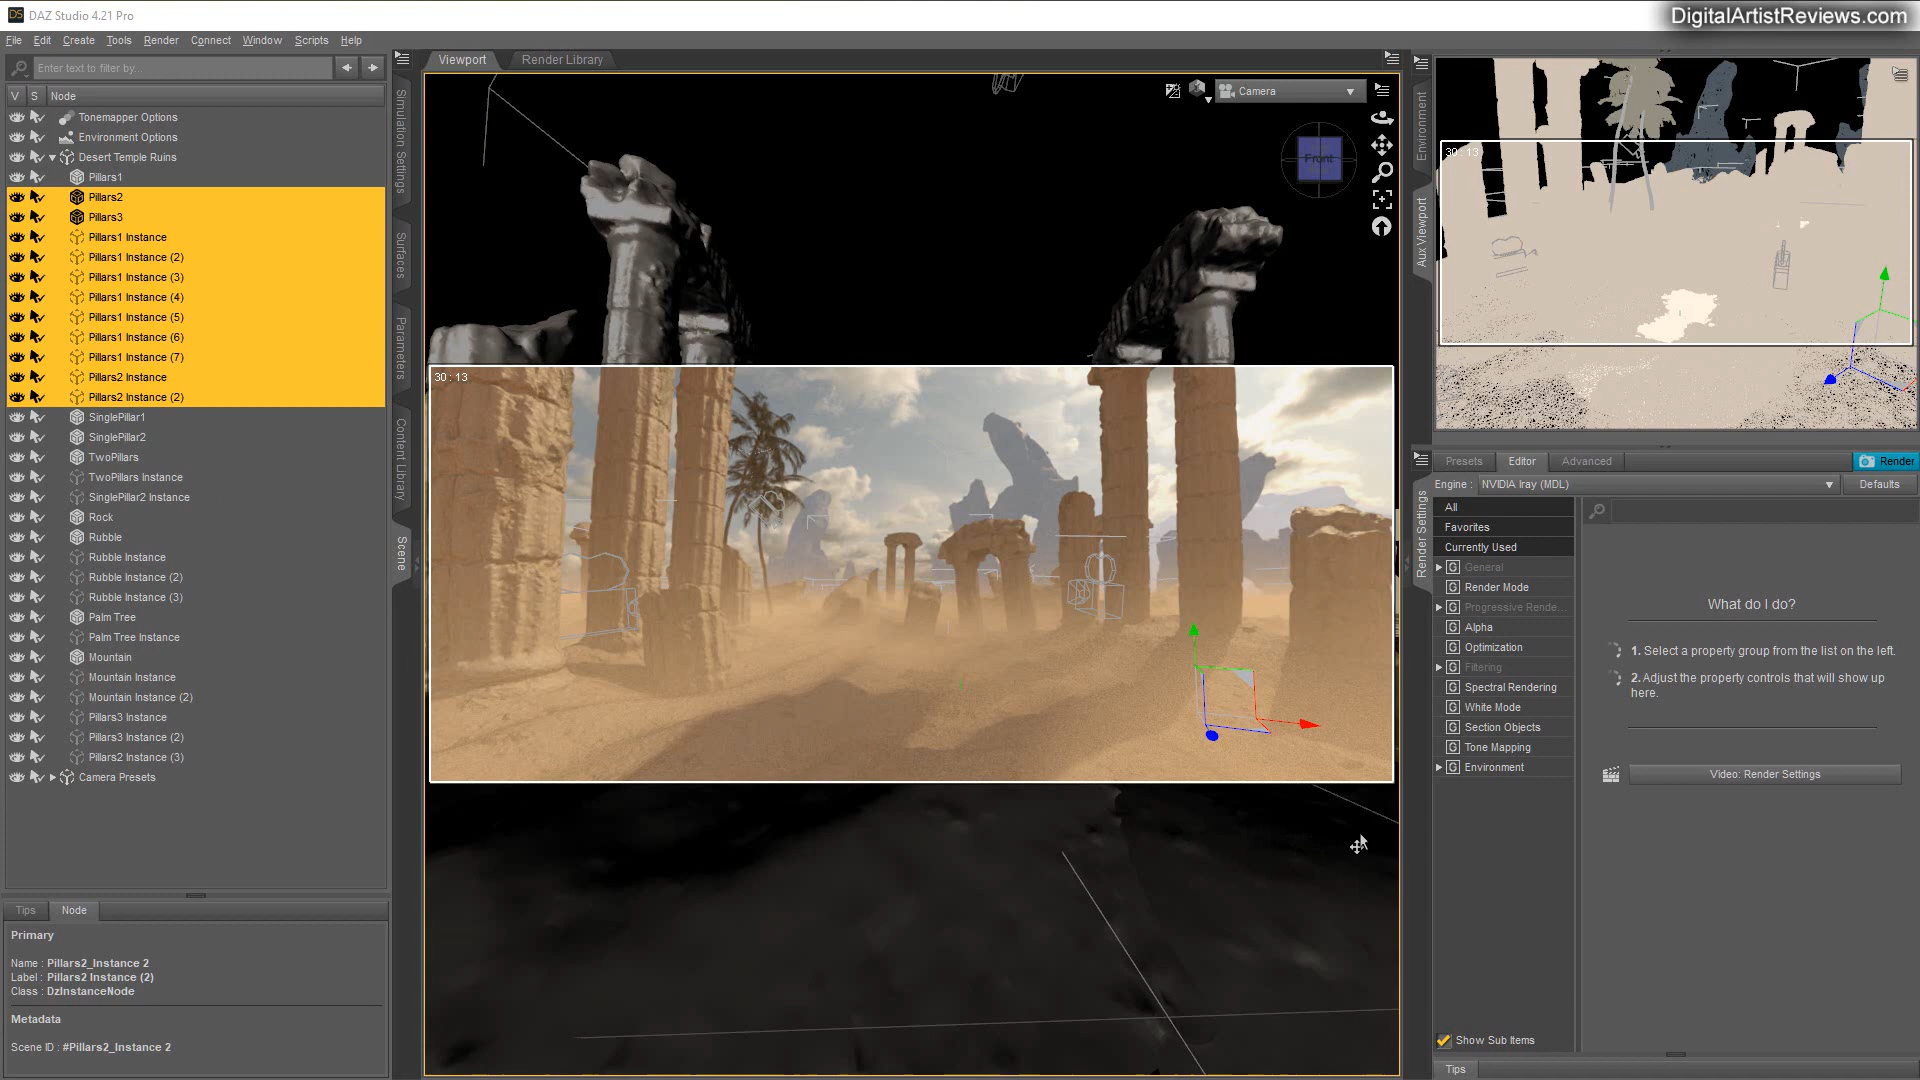 DS DAZ Studio 4.21 Pro
DigitalArtistReviews.com
File Edit Create Tools Render Connect Window Scripts Help
Enter text to filter by...
V S Node
Tonemapper Options
Environment Options
Desert Temple Ruins
Pillars1
Pillars2
Pillars3
Pillars1 Instance
Pillars1 Instance (2)
Pillars1 Instance (3)
Pillars1 Instance (4)
Pillars1 Instance (5)
Pillars1 Instance (6)
Pillars1 Instance (7)
Pillars2 Instance
Pillars2 Instance (2)
SinglePillar1
SinglePillar2
TwoPillars
TwoPillars Instance
SinglePillar2 Instance
Rock
Rubble
Rubble Instance
Rubble Instance (2)
Rubble Instance (3)
Palm Tree
Palm Tree Instance
Mountain
Mountain Instance
Mountain Instance (2)
Pillars3 Instance
Pillars3 Instance (2)
Pillars2 Instance (3)
Camera Presets
Tips Node
Primary
Name : Pillars2_Instance 2
Label : Pillars2 Instance (2)
Class : DzInstanceNode
Metadata
Scene ID : #Pillars2_Instance 2
Simulation Settings
Surfaces
Parameters
Content Library
Scene
Viewport Render Library
Camera
Front
30 : 13
Environment
Aux Viewport
30 : 13
Render Settings
Presets Editor Advanced Render
Engine : NVIDIA Iray (MDL) Defaults
All
Favorites
Currently Used
G General
G Render Mode
G Progressive Rende...
G Alpha
G Optimization
G Filtering
G Spectral Rendering
G White Mode
G Section Objects
G Tone Mapping
G Environment
Show Sub Items
What do I do?
1. Select a property group from the list on the left.
2. Adjust the property controls that will show up
here.
Video: Render Settings
Tips